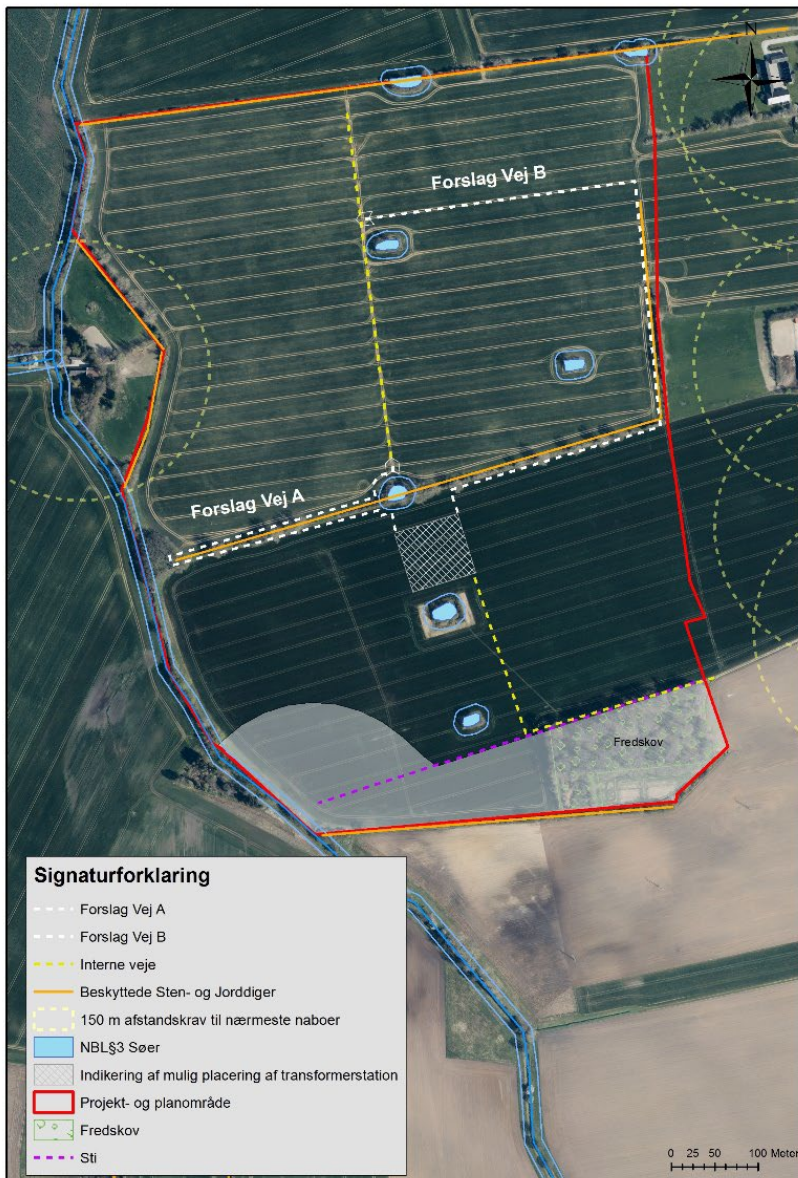 N
Forslag Vej B
Forslag Vej A
Fredskov
Signaturforklaring
Forslag Vej A
Forslag Vej B
Interne veje
Beskyttede Sten- og Jorddiger
150 m afstandskrav til nærmeste naboer
NBL§3 Søer
Indikering af mulig placering af transformerstation
Projekt- og planområde
Fredskov
Sti
0 25 50 100 Meter